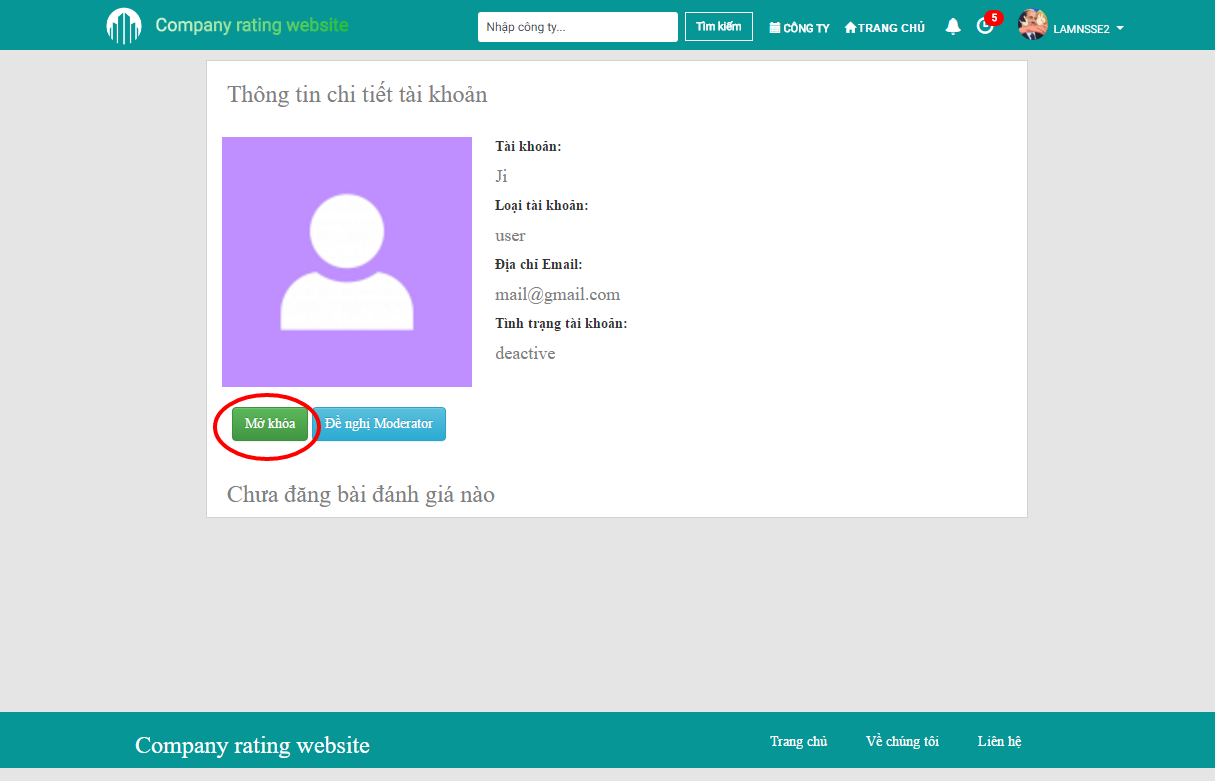 Company rating website
Nhập công ty...
Tìm kiếm
CÔNG TY
TRANG CHỦ
5
LAMNSSE2
Thông tin chi tiết tài khoản
Tài khoản:
Ji
Loại tài khoản:
user
Địa chỉ Email:
mail@gmail.com
Tình trạng tài khoản:
deactive
Mở khóa
Đề nghị Moderator
Chưa đăng bài đánh giá nào
Company rating website
Trang chủ
Về chúng tôi
Liên hệ